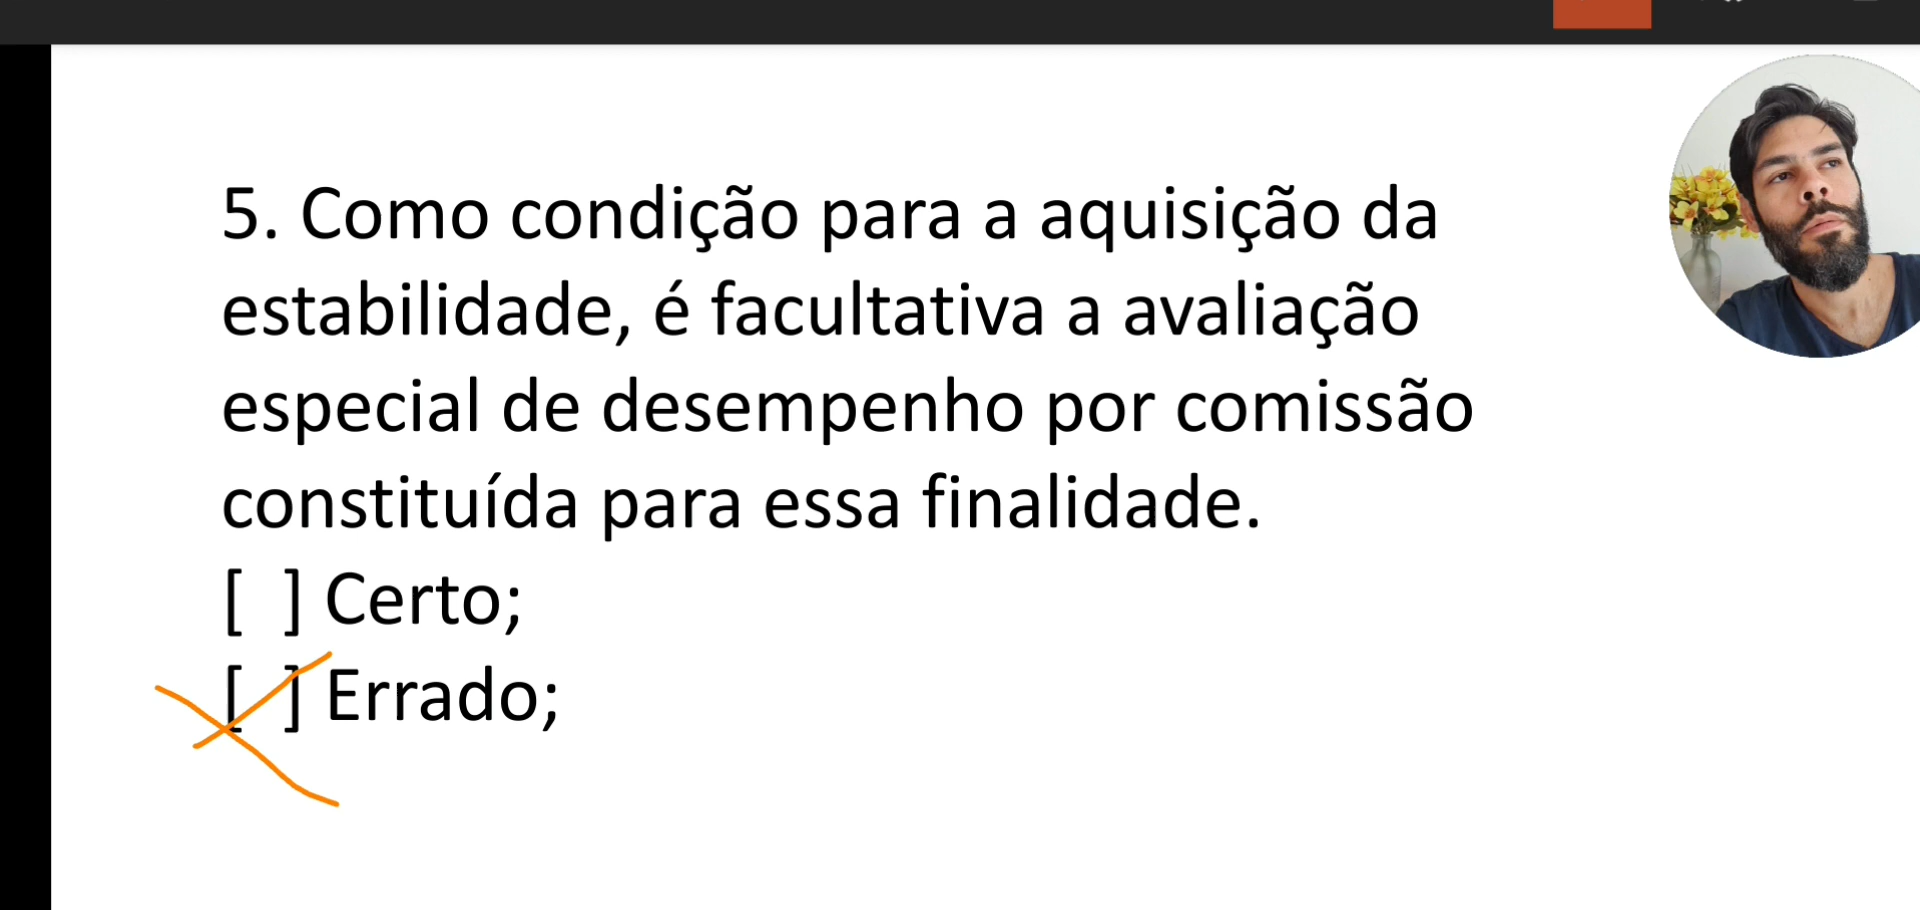 5. Como condição para a aquisição da
estabilidade, é facultativa a avaliação
especial de desempenho por comissão
constituída para essa finalidade.
[ ] Certo;
[ ] Errado;